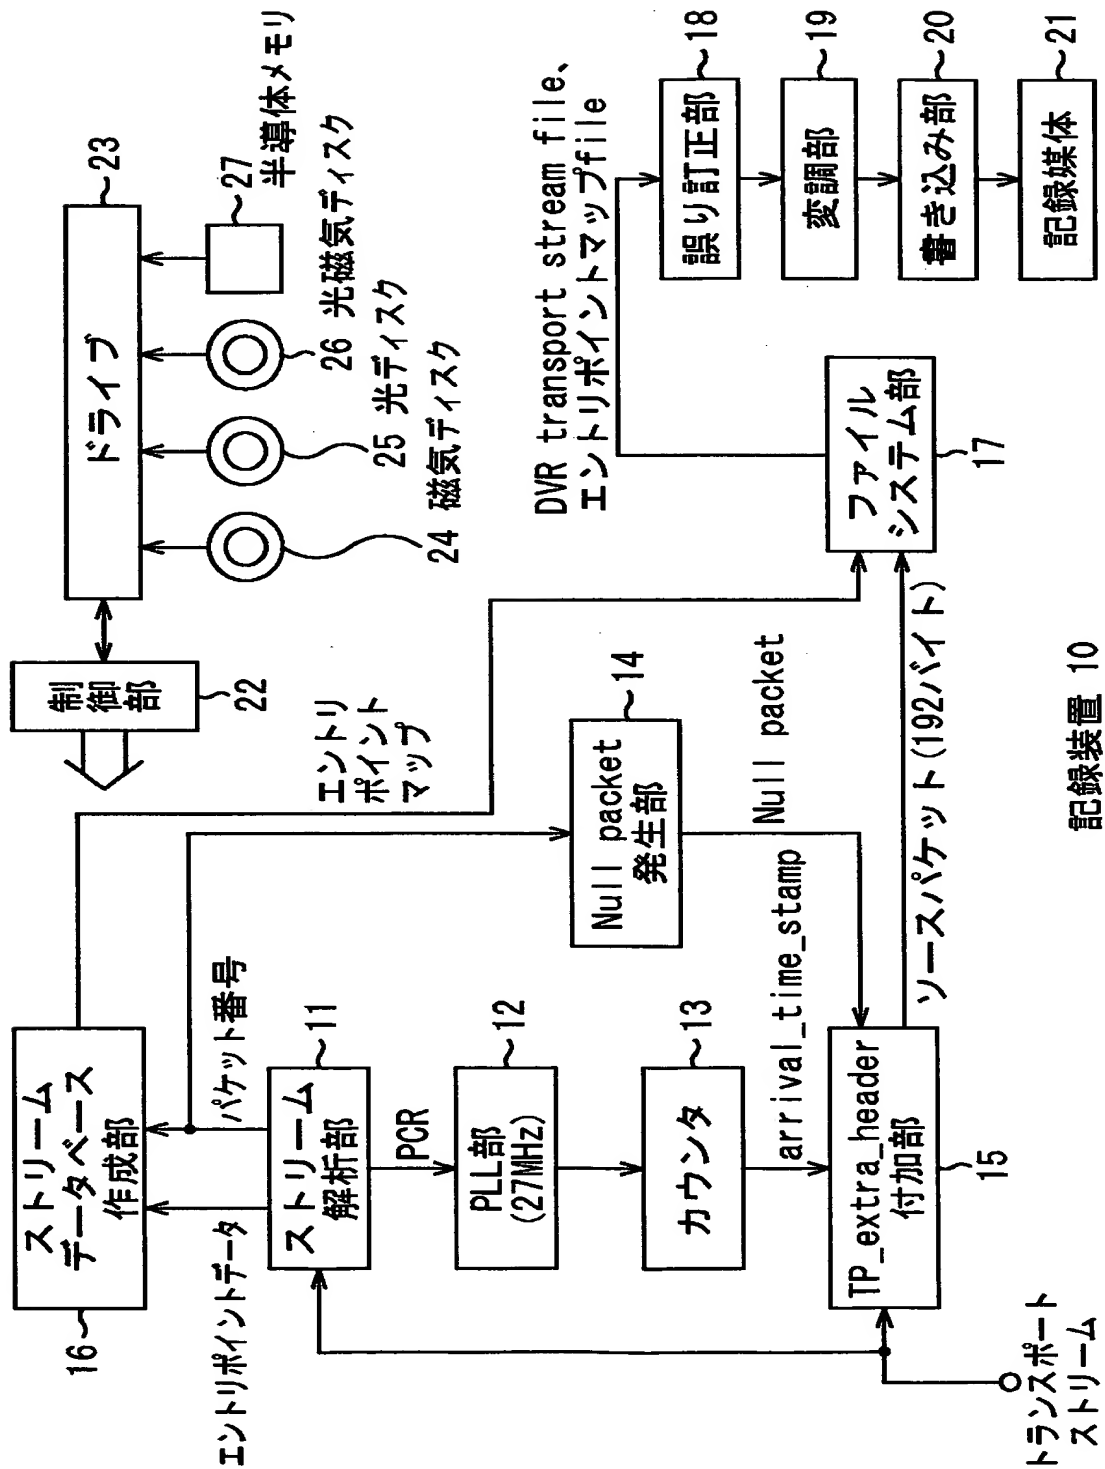 ストリーム
データベース
作成部
16
エントリポイントデータ
パケット番号
ストリーム
解析部
11
PCR
PLL部
(27MHz)
12
カウンタ
13
arrival_time_stamp
TP_extra_header
付加部
15
トランスポート
ストリーム
エントリ
ポイント
マップ
Null packet
発生部
14
Null packet
ソースパケット(192バイト)
制御部
22
ドライブ
23
24 磁気ディスク
25 光ディスク
26 光磁気ディスク
27
半導体メモリ
ファイル
システム部
17
DVR transport stream file、
エントリポイントマップfile
誤り訂正部
18
変調部
19
書き込み部
20
記録媒体
21
記録装置 10